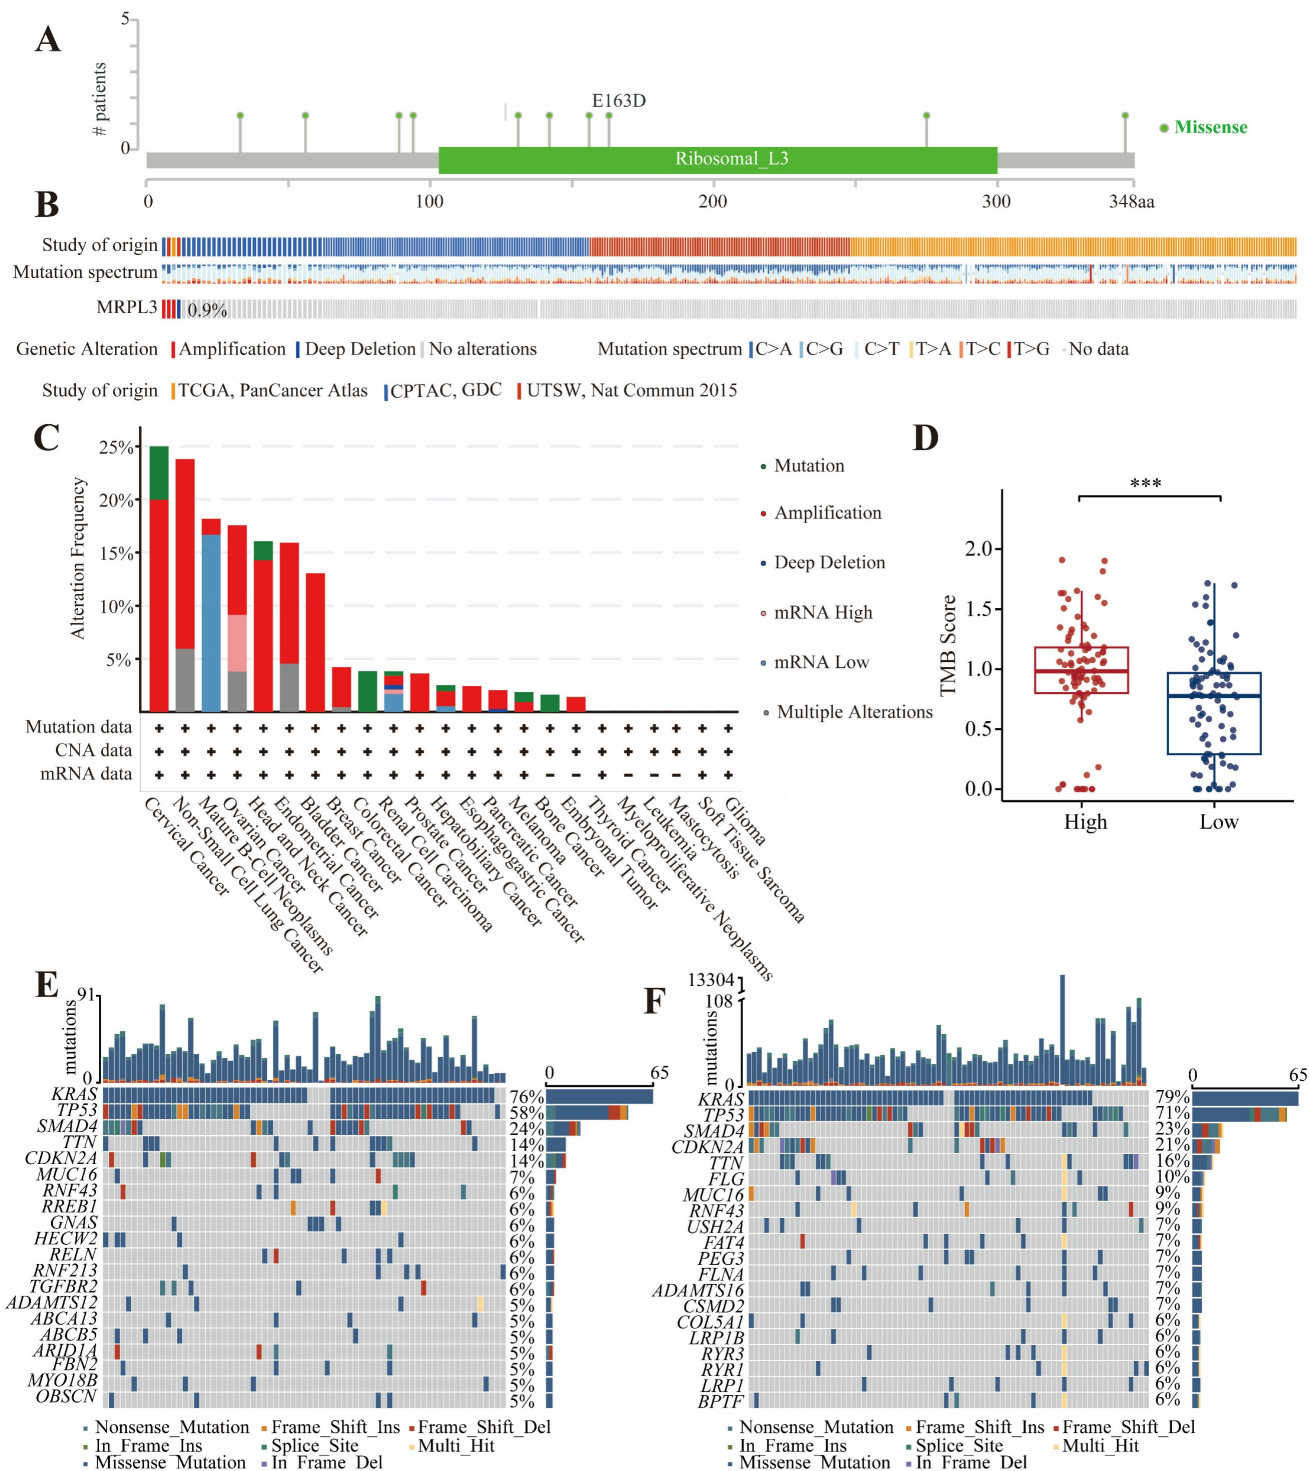 A
5
0
# patients
E163D
Missense
Ribosomal_L3
0
100
200
300
348aa
B
Study of origin
Mutation spectrum
MRPL3
0.9%
Genetic Alteration Amplification Deep Deletion No alterations
Mutation spectrum C>A C>G C>T T>A T>C T>G No data
Study of origin TCGA, PanCancer Atlas CPTAC, GDC UTSW, Nat Commun 2015
C
Alteration Frequency
25%
20%
15%
10%
5%
Mutation
Amplification
Deep Deletion
mRNA High
mRNA Low
Multiple Alterations
Mutation data + + + + + + + + + + + + + + + + + + + + + + +
CNA data + + + + + + + + + + + + + + + + + + + + + + +
mRNA data + + + + + + + + + + + + + + + - - + - - - + +
Cervical Cancer
Non-Small Cell Lung Cancer
Mature B-Cell Neoplasms
Ovarian Cancer
Head and Neck Cancer
Endometrial Cancer
Bladder Cancer
Breast Cancer
Colorectal Cancer
Renal Cell Carcinoma
Prostate Cancer
Hepatobiliary Cancer
Esophagogastric Cancer
Pancreatic Cancer
Melanoma
Bone Cancer
Embryonal Tumor
Thyroid Cancer
Myeloproliferative Neoplasms
Leukemia
Mastocytosis
Soft Tissue Sarcoma
Glioma
D
***
TMB Score
2.0
1.5
1.0
0.5
0.0
High
Low
E
91
0
mutations
0
65
KRAS 76%
TP53 58%
SMAD4 24%
TTN 14%
CDKN2A 14%
MUC16 7%
RNF43 6%
RREB1 6%
GNAS 6%
HECW2 6%
RELN 6%
RNF213 6%
TGFBR2 6%
ADAMTS12 5%
ABCA13 5%
ABCB5 5%
ARID1A 5%
FBN2 5%
MYO18B 5%
OBSCN 5%
Nonsense_Mutation Frame_Shift_Ins Frame_Shift_Del
In_Frame_Ins Splice_Site Multi_Hit
Missense_Mutation In_Frame_Del
F
13304
108
0
mutations
0
65
KRAS 79%
TP53 71%
SMAD4 23%
CDKN2A 21%
TTN 16%
FLG 10%
MUC16 9%
RNF43 9%
USH2A 7%
FAT4 7%
PEG3 7%
FLNA 7%
ADAMTS16 7%
CSMD2 7%
COL5A1 6%
LRP1B 6%
RYR3 6%
RYR1 6%
LRP1 6%
BPTF 6%
Nonsense_Mutation Frame_Shift_Ins Frame_Shift_Del
In_Frame_Ins Splice_Site Multi_Hit
Missense_Mutation In_Frame_Del